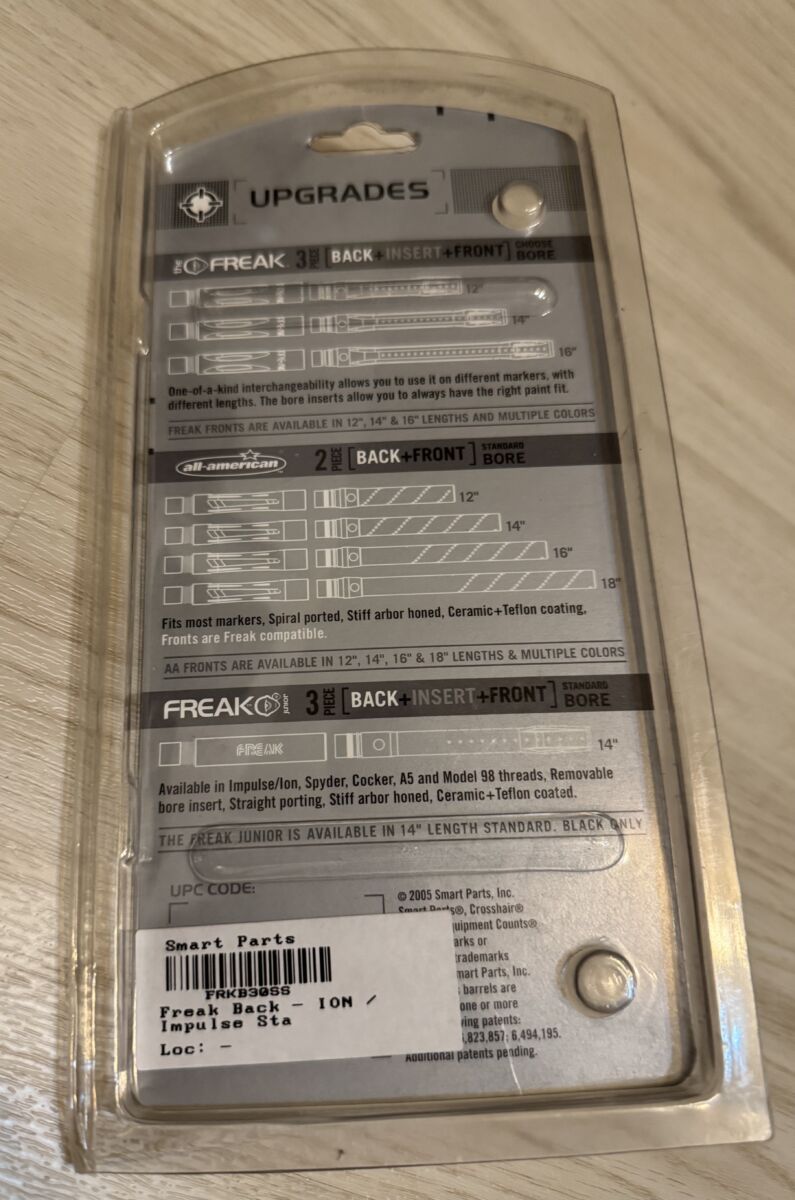 UPGRADES
the FREAK™ 3 PIECE [BACK+INSERT+FRONT] CHOOSE BORE
12"
14"
16"
One-of-a-kind interchangeability allows you to use it on different markers, with
different lengths. The bore inserts allow you to always have the right paint fit.
FREAK FRONTS ARE AVAILABLE IN 12", 14" & 16" LENGTHS AND MULTIPLE COLORS
all-american 2 PIECE [BACK+FRONT] STANDARD BORE
12"
14"
16"
18"
Fits most markers, Spiral ported, Stiff arbor honed, Ceramic+Teflon coating,
Fronts are Freak compatible.
AA FRONTS ARE AVAILABLE IN 12", 14", 16" & 18" LENGTHS & MULTIPLE COLORS
FREAK junior 3 PIECE [BACK+INSERT+FRONT] STANDARD BORE
FREAK
14"
Available in Impulse/Ion, Spyder, Cocker, A5 and Model 98 threads, Removable
bore insert, Straight porting, Stiff arbor honed, Ceramic+Teflon coated.
THE FREAK JUNIOR IS AVAILABLE IN 14" LENGTH STANDARD. BLACK ONLY
UPC CODE:
© 2005 Smart Parts, Inc.
Smart Parts®, Crosshair®
uipment Counts®
arks or
trademarks
mart Parts, Inc.
barrels are
one or more
ing patents:
,823,857; 6,494,195.
Additional patents pending.
Smart Parts
FRKB30SS
Freak Back - ION /
Impulse Sta
Loc: -